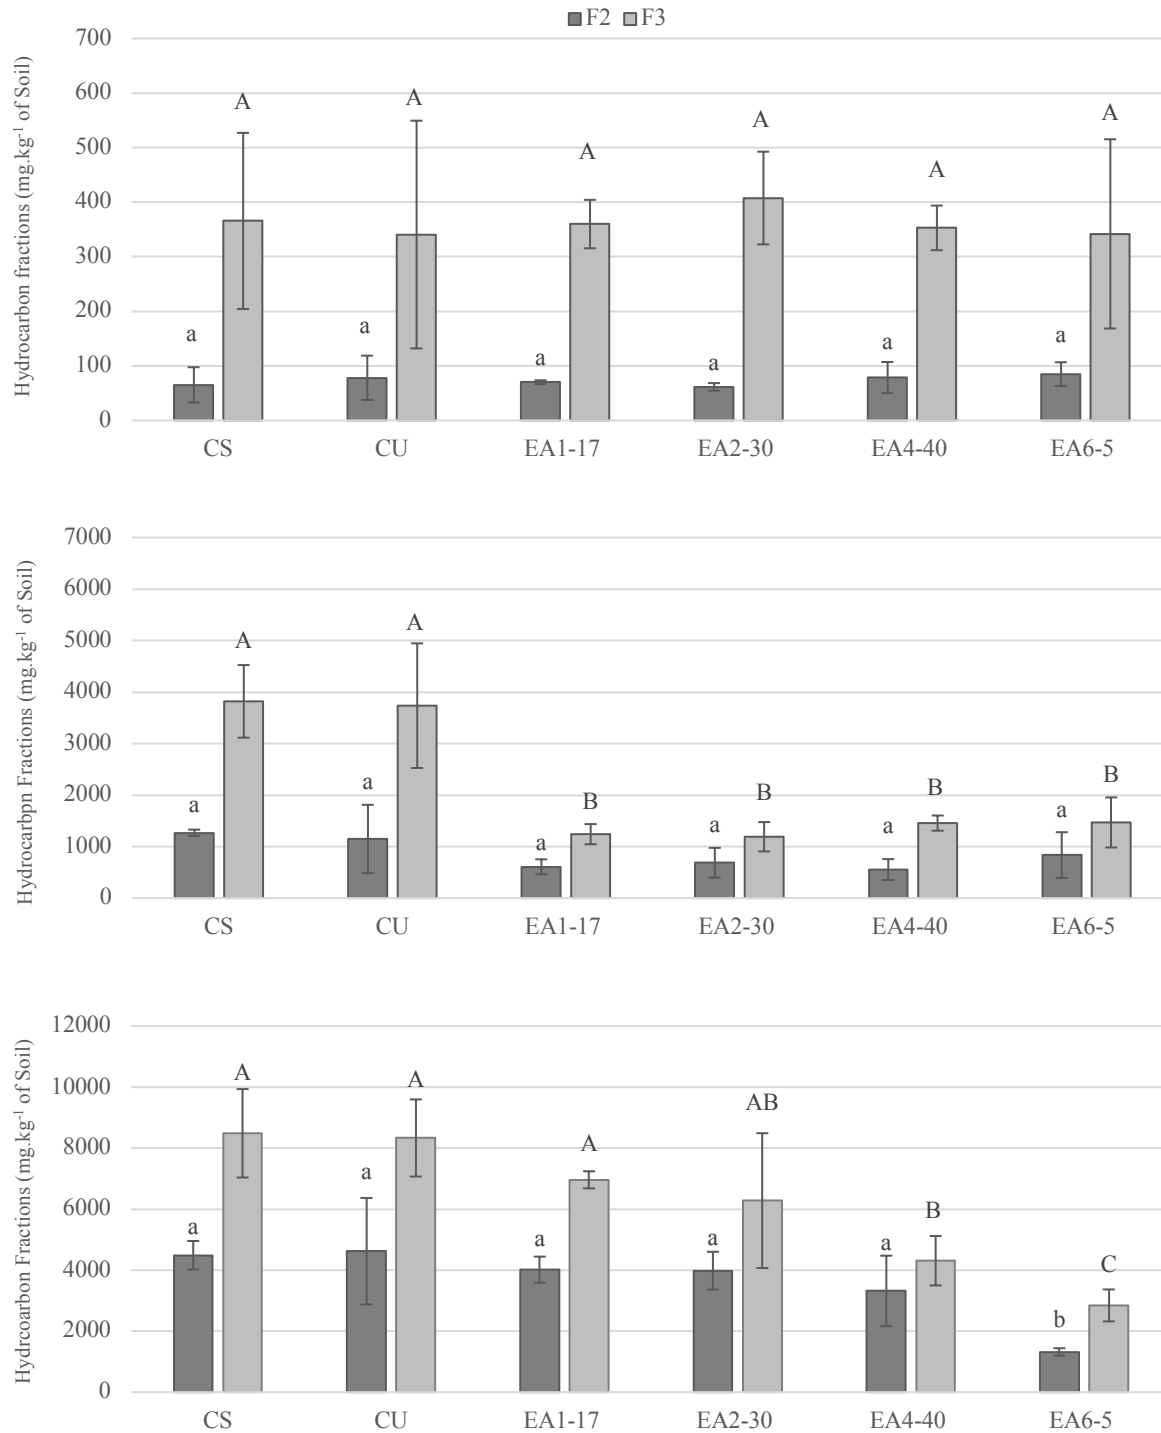 F2 F3
Hydrocarbon fractions (mg.kg-1 of Soil)
700
600
500
400
300
200
100
0
A A A A A A
a a a a a a
CS CU EA1-17 EA2-30 EA4-40 EA6-5
Hydrocarbpn Fractions (mg.kg-1 of Soil)
7000
6000
5000
4000
3000
2000
1000
0
A A B B B B
a a a a a a
CS CU EA1-17 EA2-30 EA4-40 EA6-5
Hydrcoarbon Fractions (mg.kg-1 of Soil)
12000
10000
8000
6000
4000
2000
0
A A A AB B C
a a a a a b
CS CU EA1-17 EA2-30 EA4-40 EA6-5